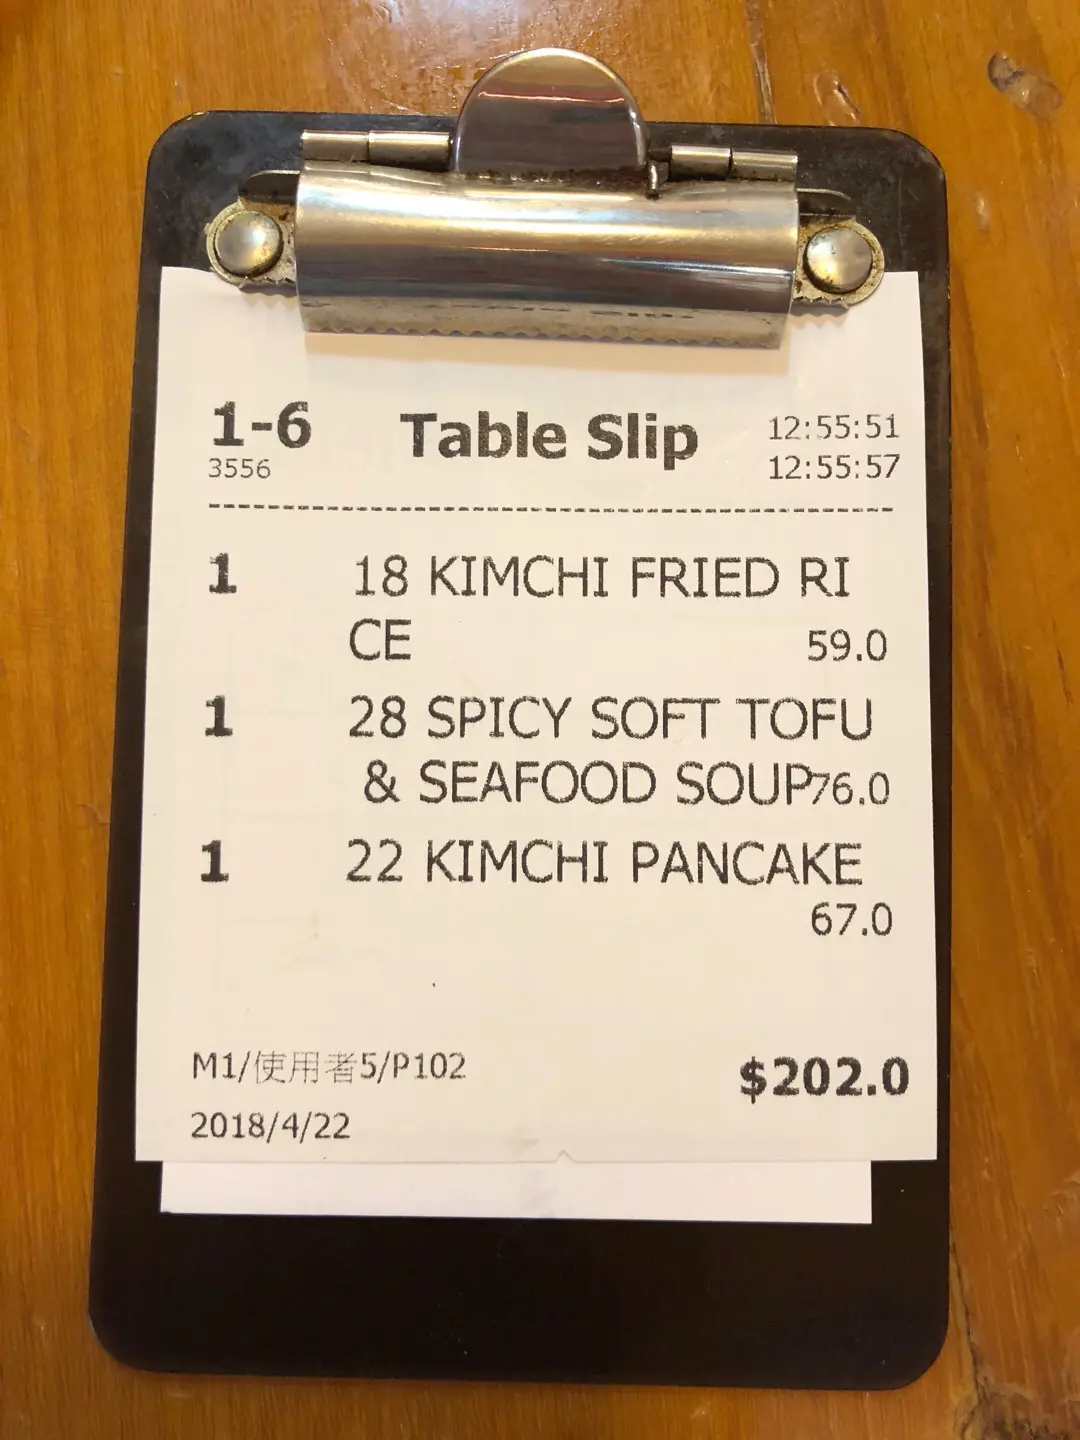 1-6 Table Slip 12:55:51
3556 12:55:57
1 18 KIMCHI FRIED RI
CE 59.0
1 28 SPICY SOFT TOFU
& SEAFOOD SOUP76.0
1 22 KIMCHI PANCAKE
67.0
M1/使用者5/P102 $202.0
2018/4/22